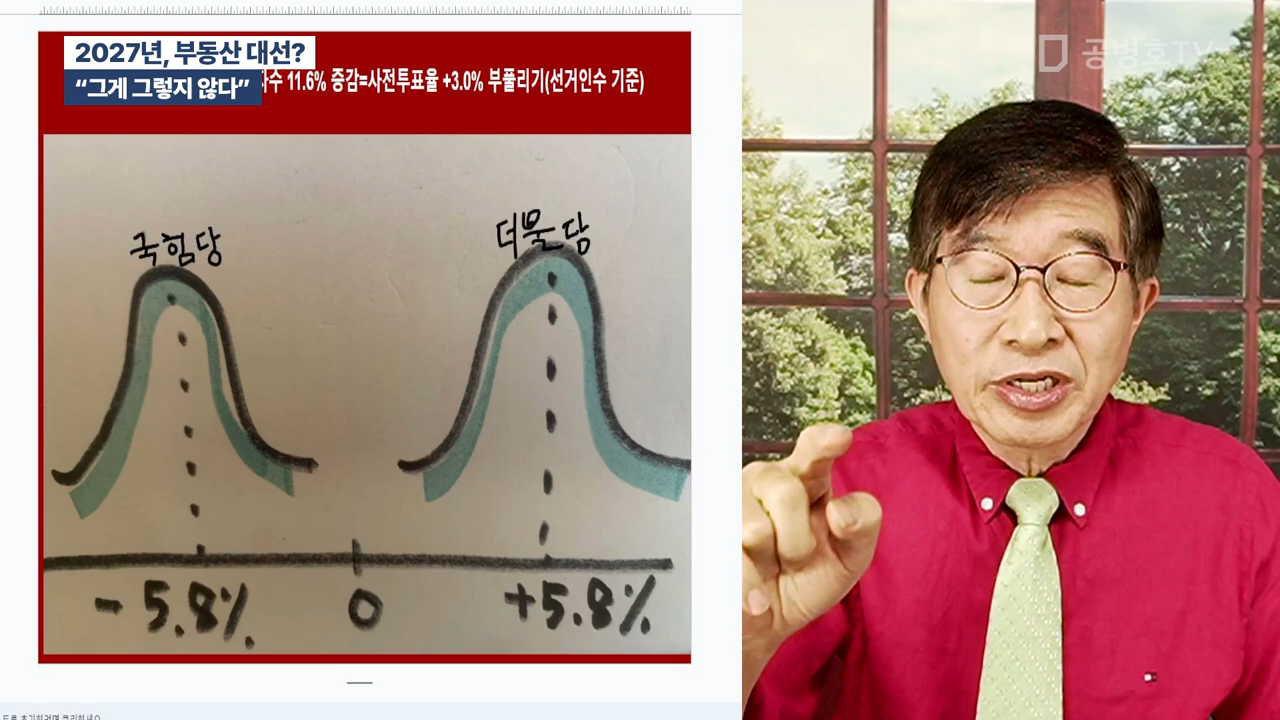 2027년, 부동산 대선?
“그게 그렇지 않다”
11.6% 증감=사전투표율 +3.0% 부풀리기(선거인수 기준)
공병호TV
국힘당
더불당
- 5.8% 0 +5.8%